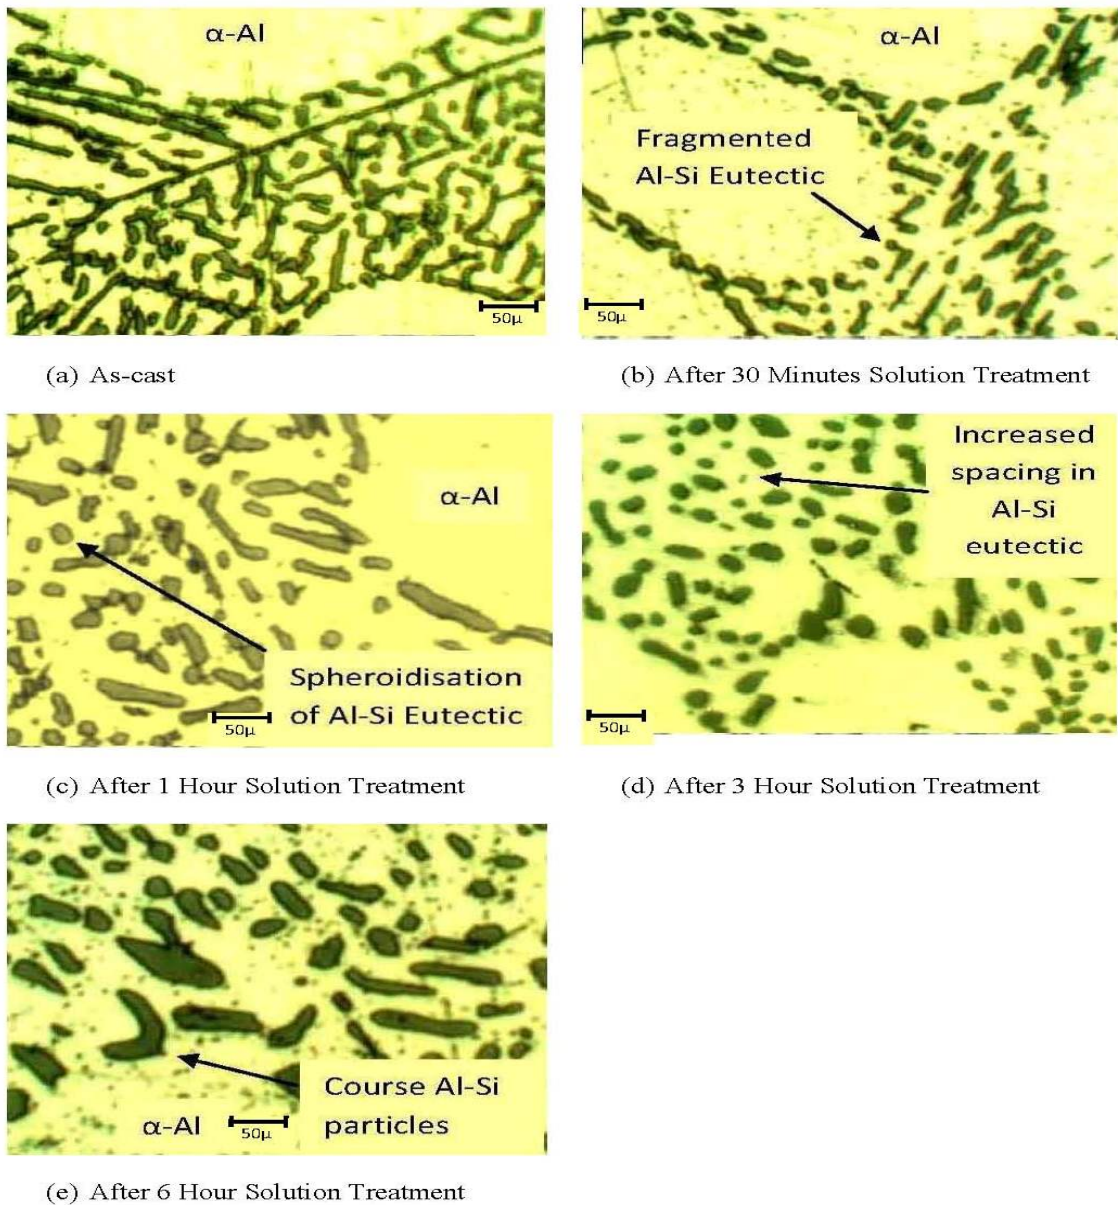 α-Al
50μ
(a) As-cast
α-Al
Fragmented
Al-Si Eutectic
50μ
(b) After 30 Minutes Solution Treatment
α-Al
Spheroidisation
of Al-Si Eutectic
50μ
(c) After 1 Hour Solution Treatment
Increased
spacing in
Al-Si
eutectic
50μ
(d) After 3 Hour Solution Treatment
Course Al-Si
particles
α-Al
50μ
(e) After 6 Hour Solution Treatment